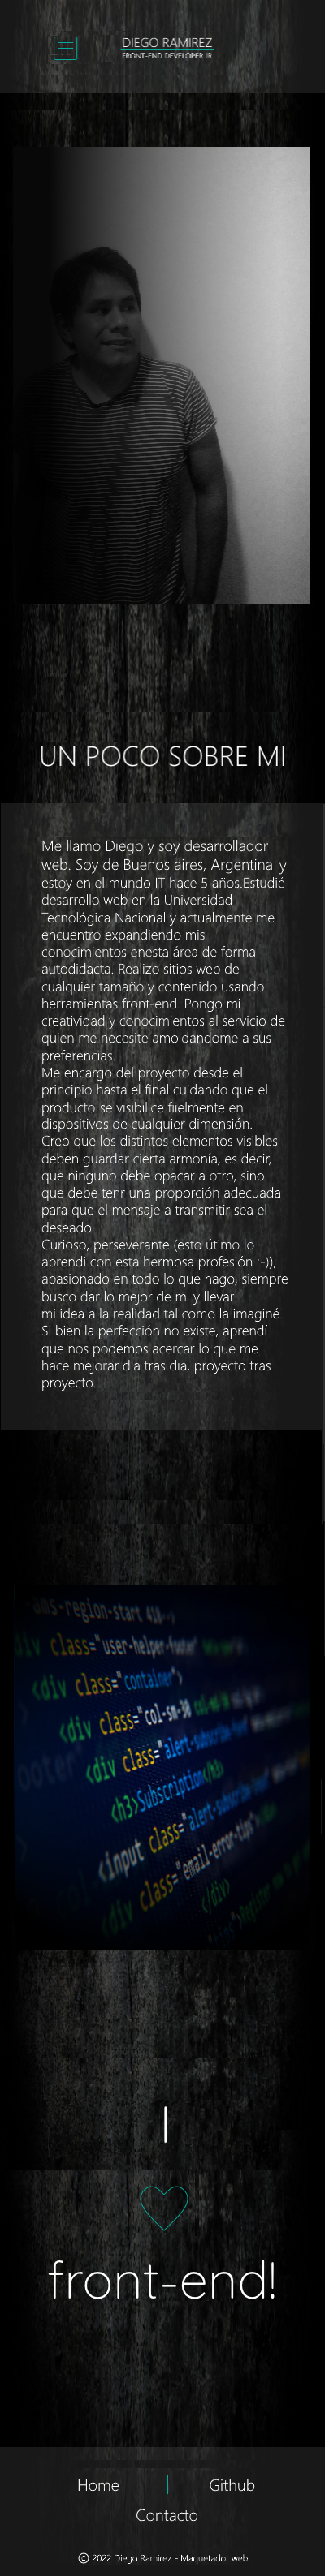 DIEGO RAMIREZ
FRONT-END DEVELOPER JR
UN POCO SOBRE MI
Me llamo Diego y soy desarrollador
web. Soy de Buenos aires, Argentina y
estoy en el mundo IT hace 5 años.Estudié
desarrollo web en la Universidad
Tecnológica Nacional y actualmente me
encuentro expandiendo mis
conocimientos enesta área de forma
autodidacta. Realizo sitios web de
cualquier tamaño y contenido usando
herramientas front-end. Pongo mi
creatividad y conocimientos al servicio de
quien me necesite amoldándome a sus
preferencias.
Me encargo del proyecto desde el
principio hasta el final cuidando que el
producto se visibilice fiielmente en
dispositivos de cualquier dimensión.
Creo que los distintos elementos visibles
deben guardar cierta armonía, es decir,
que ninguno debe opacar a otro, sino
que debe tenr una proporción adecuada
para que el mensaje a transmitir sea el
deseado.
Curioso, perseverante (esto útimo lo
aprendi con esta hermosa profesión :-)),
apasionado en todo lo que hago, siempre
busco dar lo mejor de mi y llevar
mi idea a la realidad tal como la imaginé.
Si bien la perfección no existe, aprendí
que nos podemos acercar lo que me
hace mejorar dia tras dia, proyecto tras
proyecto.
-ams-region-start
div class="user-helper-footer"
<div class="container">
<div class="col-sm-90 col-
<div class="alert-subscribe-
<h3>Subscription</h3>
<input class="alert-subscribe-
<div class="email-error-tips"></div>
</div>
I
front-end!
Home | Github
Contacto
© 2022 Diego Ramirez - Maquetador web